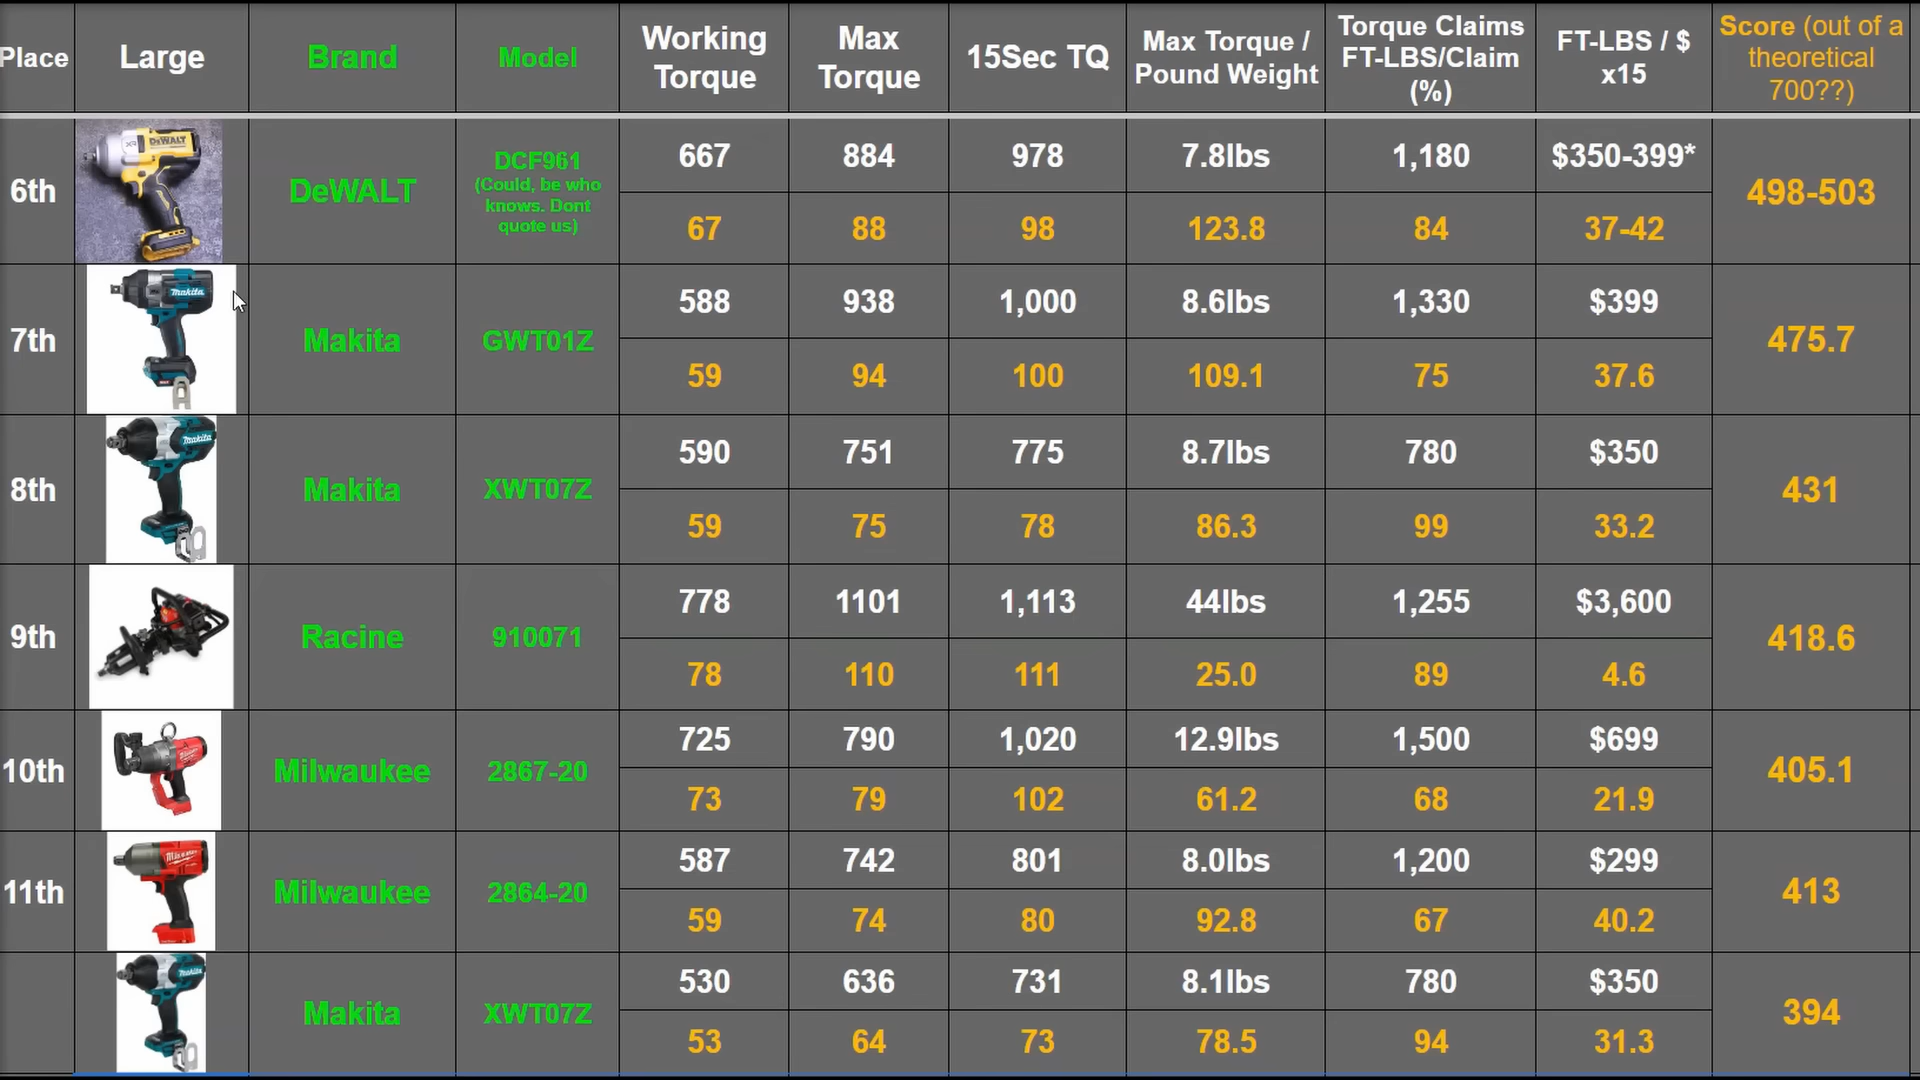 Place
Large
Brand
Model
Working
Torque
Max
Torque
15Sec TQ
Max Torque /
Pound Weight
Torque Claims
FT-LBS/Claim
(%)
FT-LBS / $
x15
Score (out of a
theoretical
700??)
6th
XR DEWALT
DeWALT
DCF961
(Could, be who
knows. Dont
quote us)
667
884
978
7.8lbs
1,180
$350-399*
67
88
98
123.8
84
37-42
498-503
7th
makita
Makita
GWT01Z
588
938
1,000
8.6lbs
1,330
$399
59
94
100
109.1
75
37.6
475.7
8th
makita
Makita
XWT07Z
590
751
775
8.7lbs
780
$350
59
75
78
86.3
99
33.2
431
9th
Racine
910071
778
1101
1,113
44lbs
1,255
$3,600
78
110
111
25.0
89
4.6
418.6
10th
Milwaukee
2867-20
725
790
1,020
12.9lbs
1,500
$699
73
79
102
61.2
68
21.9
405.1
11th
Milwaukee
2864-20
587
742
801
8.0lbs
1,200
$299
59
74
80
92.8
67
40.2
413
makita
Makita
XWT07Z
530
636
731
8.1lbs
780
$350
53
64
73
78.5
94
31.3
394